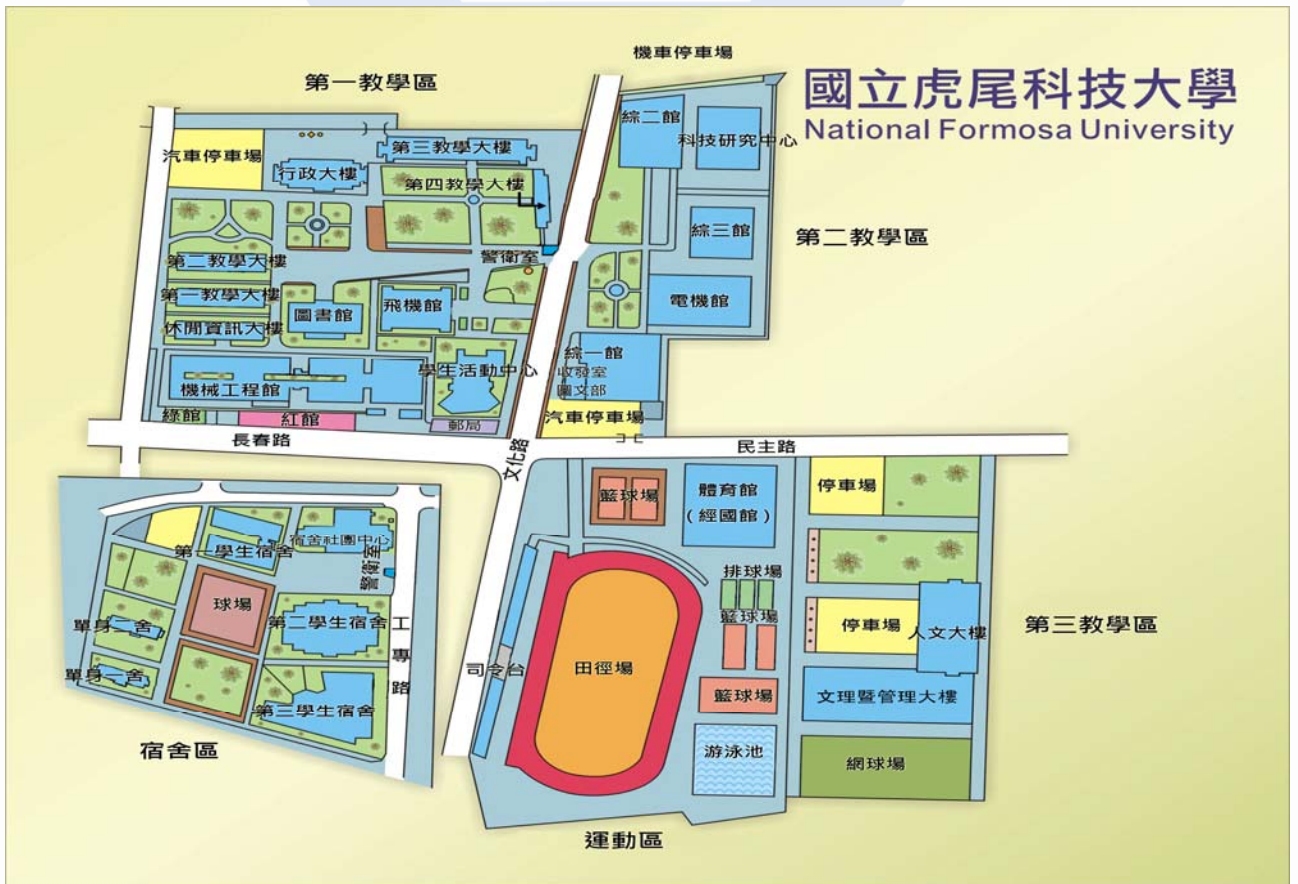 機車停車場
國立虎尾科技大學
National Formosa University
第一教學區
綜二館
科技研究中心
第三教學大樓
汽車停車場
行政大樓
第四教學大樓
綜三館
第二教學區
警衛室
第二教學大樓
第一教學大樓
圖書館
飛機館
電機館
休閒資訊大樓
綜一館
收發室
圖文部
學生活動中心
機械工程館
綠館
紅館
郵局
汽車停車場
長春路
文化路
民主路
籃球場
體育館
(經國館)
停車場
第一學生宿舍
宿舍社團中心
警衛室
排球場
球場
籃球場
單身二舍
第二學生宿舍
工專路
停車場
人文大樓
第三教學區
單身一舍
司令台
田徑場
籃球場
文理暨管理大樓
第三學生宿舍
宿舍區
游泳池
網球場
運動區